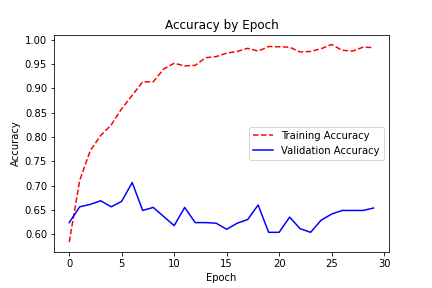 Accuracy by Epoch
1.00
0.95
0.90
0.85
0.80
0.75
0.70
0.65
0.60
Accuracy
Training Accuracy
Validation Accuracy
0 5 10 15 20 25 30
Epoch